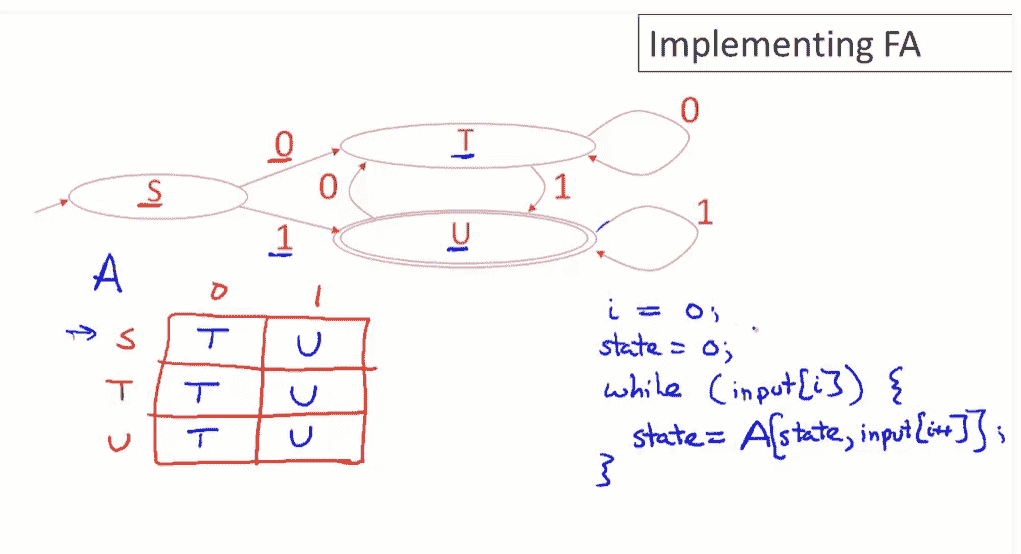 Implementing FA
0
T
0
S
0
1
1
1
U
A
0 1
S T U
T T U
U T U
i = 0;
state = 0;
while (input[i]) {
state = A[state, input[i++]];
}